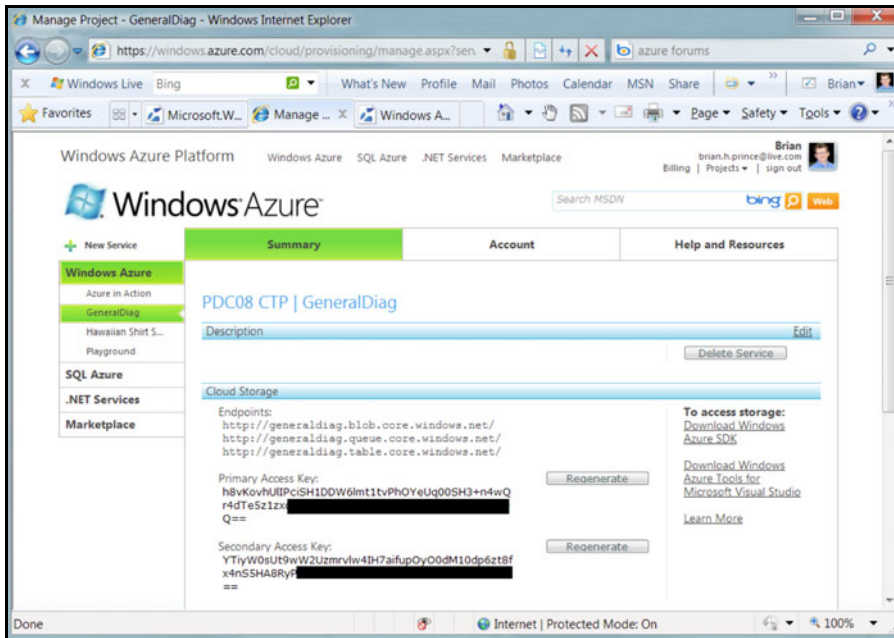 Manage Project - GeneralDiag - Windows Internet Explorer
https://windows.azure.com/cloud/provisioning/manage.aspx?sen
azure forums
Windows Live Bing What's New Profile Mail Photos Calendar MSN Share Brian
Favorites Microsoft.W... Manage ... Windows A... Page Safety Tools
Windows Azure Platform Windows Azure SQL Azure .NET Services Marketplace
Brian
brian.h.prince@live.com
Billing | Projects | sign out
Windows Azure
Search MSDN bing Web
New Service Summary Account Help and Resources
Windows Azure
Azure in Action
GeneralDiag
Hawaiian Shirt S...
Playground
SQL Azure
.NET Services
Marketplace
PDC08 CTP | GeneralDiag
Description Edit
Delete Service
Cloud Storage
Endpoints:
http://generaldiag.blob.core.windows.net/
http://generaldiag.queue.core.windows.net/
http://generaldiag.table.core.windows.net/
Primary Access Key:
Regenerate
Q==
Secondary Access Key:
Regenerate
==
To access storage:
Download Windows
Azure SDK
Download Windows
Azure Tools for
Microsoft Visual Studio
Learn More
Done Internet | Protected Mode: On 100%